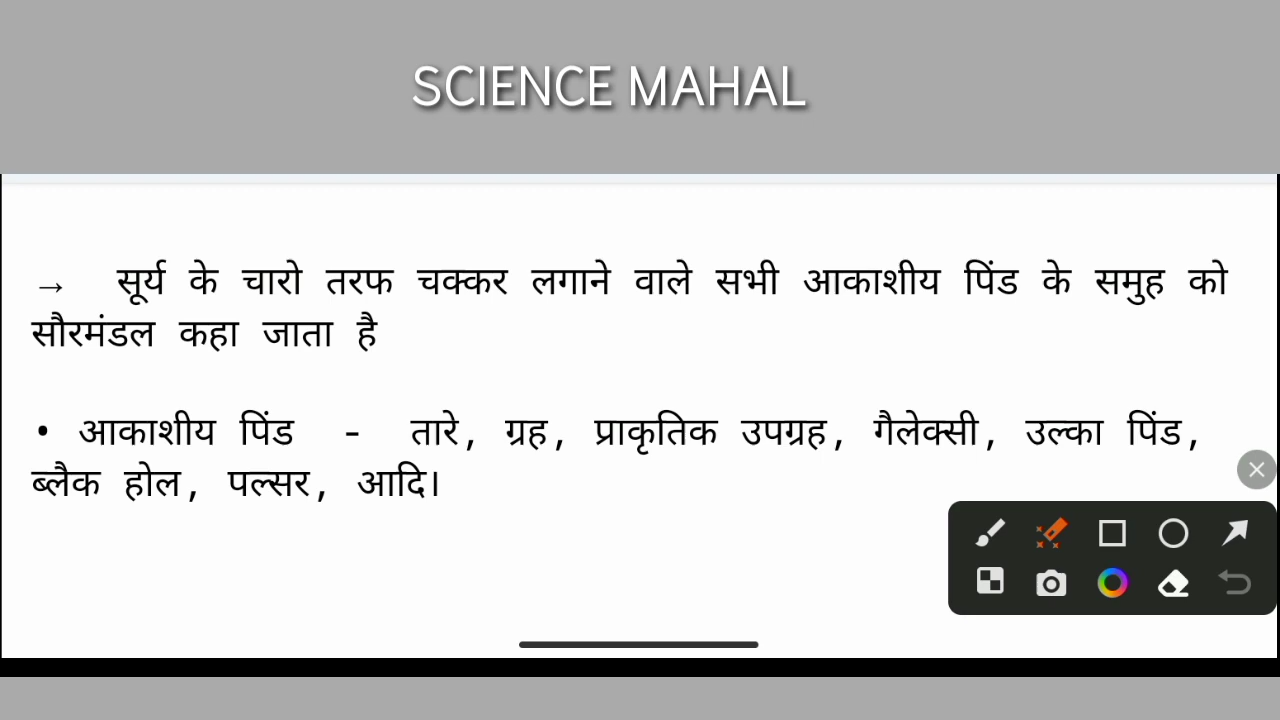 SCIENCE MAHAL
→ सूर्य के चारो तरफ चक्कर लगाने वाले सभी आकाशीय पिंड के समुह को
सौरमंडल कहा जाता है
• आकाशीय पिंड - तारे, ग्रह, प्राकृतिक उपग्रह, गैलेक्सी, उल्का पिंड,
ब्लैक होल, पल्सर, आदि।